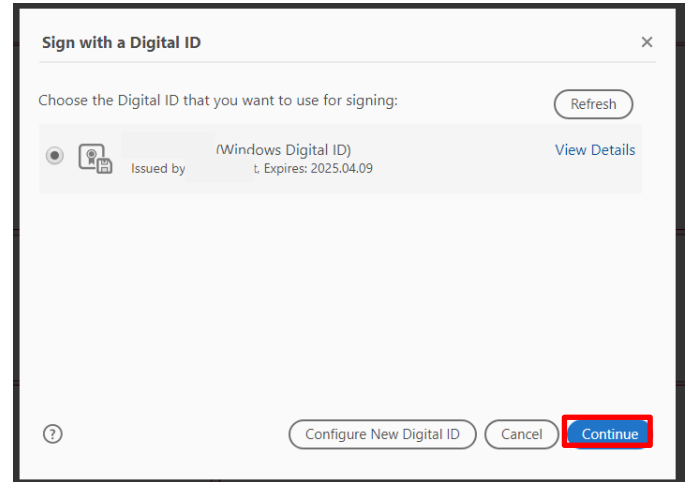 Sign with a Digital ID
Choose the Digital ID that you want to use for signing:
Refresh
(Windows Digital ID)
View Details
Issued by t. Expires: 2025.04.09
?
Configure New Digital ID
Cancel
Continue